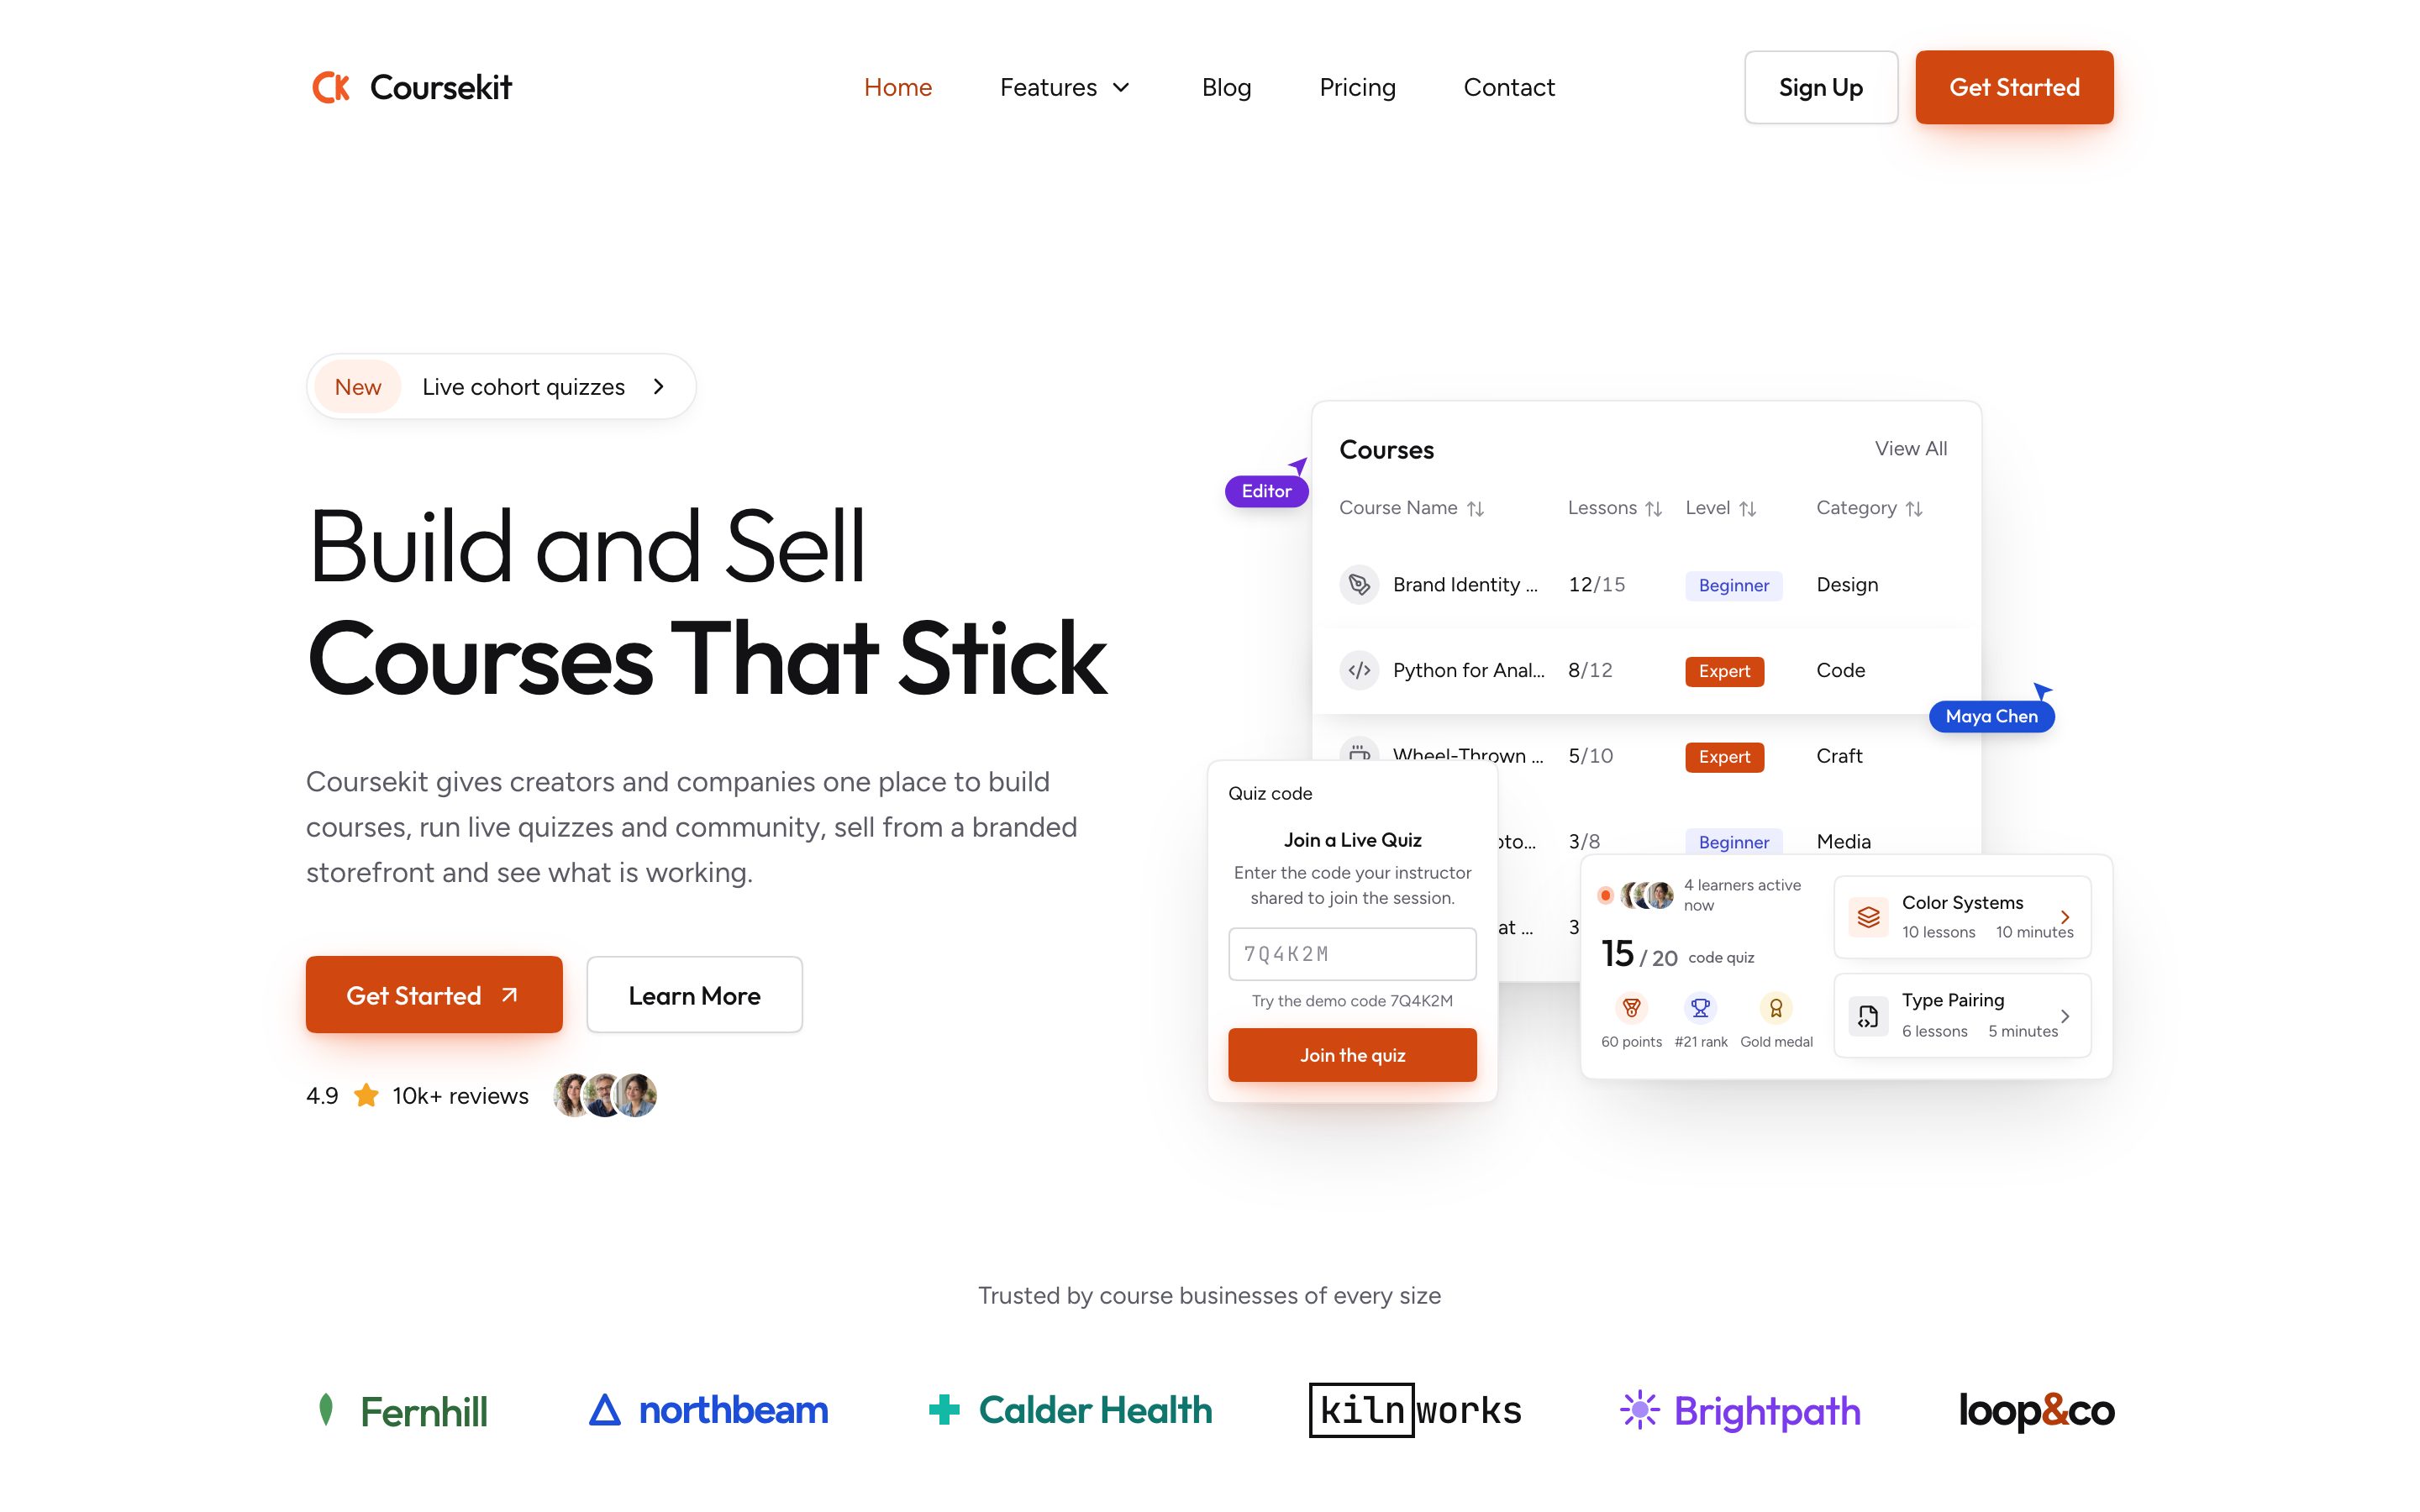 CK Coursekit
Home Features Blog Pricing Contact
Sign Up Get Started
New Live cohort quizzes
Build and Sell
Courses That Stick
Coursekit gives creators and companies one place to build
courses, run live quizzes and community, sell from a branded
storefront and see what is working.
Get Started Learn More
4.9 10k+ reviews
Editor
Courses View All
Course Name Lessons Level Category
Brand Identity ... 12/15 Beginner Design
Python for Anal... 8/12 Expert Code
Maya Chen
Wheel-Thrown ... 5/10 Expert Craft
3/8 Beginner Media
Quiz code
Join a Live Quiz
Enter the code your instructor
shared to join the session.
7Q4K2M
Try the demo code 7Q4K2M
Join the quiz
4 learners active
now
15 / 20 code quiz
60 points #21 rank Gold medal
Color Systems
10 lessons 10 minutes
Type Pairing
6 lessons 5 minutes
Trusted by course businesses of every size
Fernhill northbeam Calder Health kiln works Brightpath loop&co